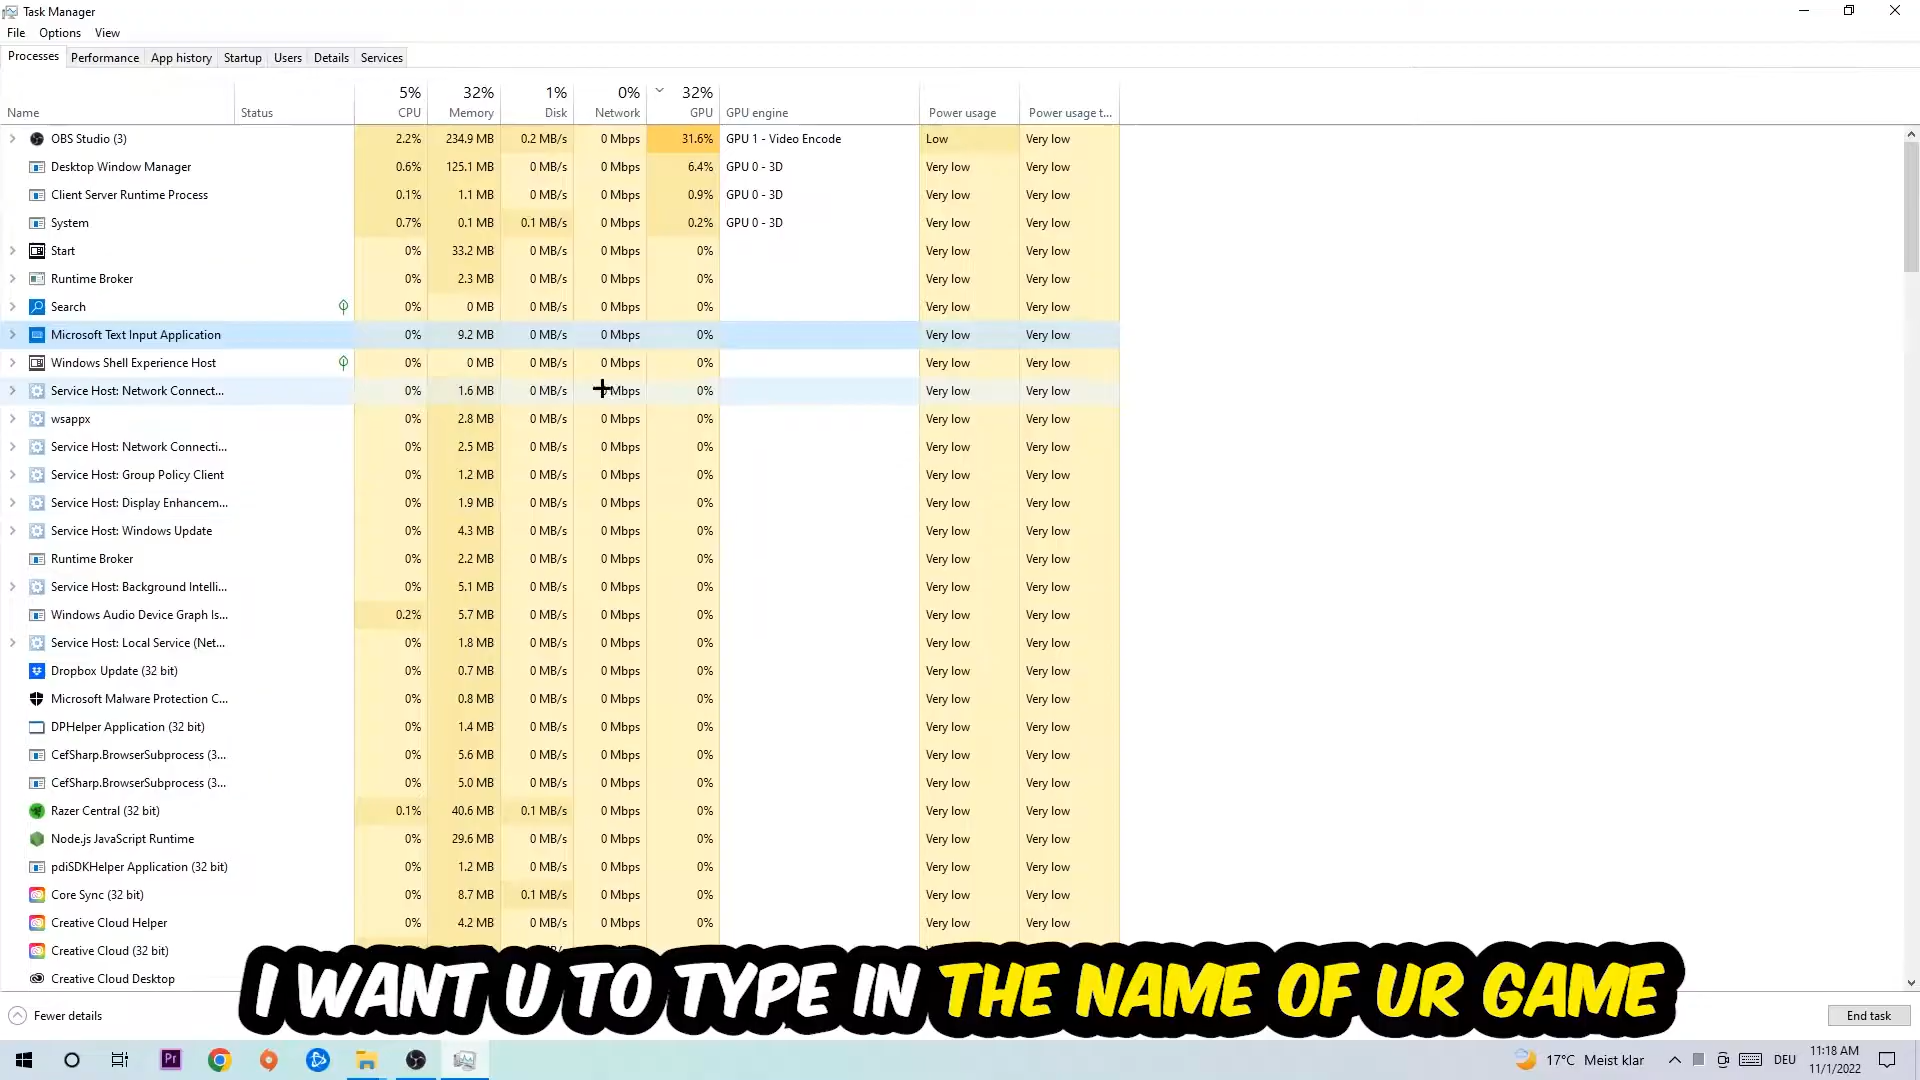 Task Manager
File Options View
Processes Performance App history Startup Users Details Services
5% 32% 1% 0% 32%
Name Status CPU Memory Disk Network GPU GPU engine Power usage Power usage t...
OBS Studio (3) 2.2% 234.9 MB 0.2 MB/s 0 Mbps 31.6% GPU 1 - Video Encode Low Very low
Desktop Window Manager 0.6% 125.1 MB 0 MB/s 0 Mbps 6.4% GPU 0 - 3D Very low Very low
Client Server Runtime Process 0.1% 1.1 MB 0 MB/s 0 Mbps 0.9% GPU 0 - 3D Very low Very low
System 0.7% 0.1 MB 0.1 MB/s 0 Mbps 0.2% GPU 0 - 3D Very low Very low
Start 0% 33.2 MB 0 MB/s 0 Mbps 0% Very low Very low
Runtime Broker 0% 2.3 MB 0 MB/s 0 Mbps 0% Very low Very low
Search 0% 0 MB 0 MB/s 0 Mbps 0% Very low Very low
Microsoft Text Input Application 0% 9.2 MB 0 MB/s 0 Mbps 0% Very low Very low
Windows Shell Experience Host 0% 0 MB 0 MB/s 0 Mbps 0% Very low Very low
Service Host: Network Connect... 0% 1.6 MB 0 MB/s Mbps 0% Very low Very low
wsappx 0% 2.8 MB 0 MB/s 0 Mbps 0% Very low Very low
Service Host: Network Connecti... 0% 2.5 MB 0 MB/s 0 Mbps 0% Very low Very low
Service Host: Group Policy Client 0% 1.2 MB 0 MB/s 0 Mbps 0% Very low Very low
Service Host: Display Enhancem... 0% 1.9 MB 0 MB/s 0 Mbps 0% Very low Very low
Service Host: Windows Update 0% 4.3 MB 0 MB/s 0 Mbps 0% Very low Very low
Runtime Broker 0% 2.2 MB 0 MB/s 0 Mbps 0% Very low Very low
Service Host: Background Intelli... 0% 5.1 MB 0 MB/s 0 Mbps 0% Very low Very low
Windows Audio Device Graph Is... 0.2% 5.7 MB 0 MB/s 0 Mbps 0% Very low Very low
Service Host: Local Service (Net... 0% 1.8 MB 0 MB/s 0 Mbps 0% Very low Very low
Dropbox Update (32 bit) 0% 0.7 MB 0 MB/s 0 Mbps 0% Very low Very low
Microsoft Malware Protection C... 0% 0.8 MB 0 MB/s 0 Mbps 0% Very low Very low
DPHelper Application (32 bit) 0% 1.4 MB 0 MB/s 0 Mbps 0% Very low Very low
CefSharp.BrowserSubprocess (3... 0% 5.6 MB 0 MB/s 0 Mbps 0% Very low Very low
CefSharp.BrowserSubprocess (3... 0% 5.0 MB 0 MB/s 0 Mbps 0% Very low Very low
Razer Central (32 bit) 0.1% 40.6 MB 0.1 MB/s 0 Mbps 0% Very low Very low
Node.js JavaScript Runtime 0% 29.6 MB 0 MB/s 0 Mbps 0% Very low Very low
pdiSDKHelper Application (32 bit) 0% 1.2 MB 0 MB/s 0 Mbps 0% Very low Very low
Core Sync (32 bit) 0% 8.7 MB 0.1 MB/s 0 Mbps 0% Very low Very low
Creative Cloud Helper 0% 4.2 MB 0 MB/s 0 Mbps 0% Very low Very low
Creative Cloud (32 bit)
Creative Cloud Desktop
I WANT U TO TYPE IN THE NAME OF UR GAME
Fewer details End task
Pr 17°C Meist klar DEU 11:18 AM
11/1/2022